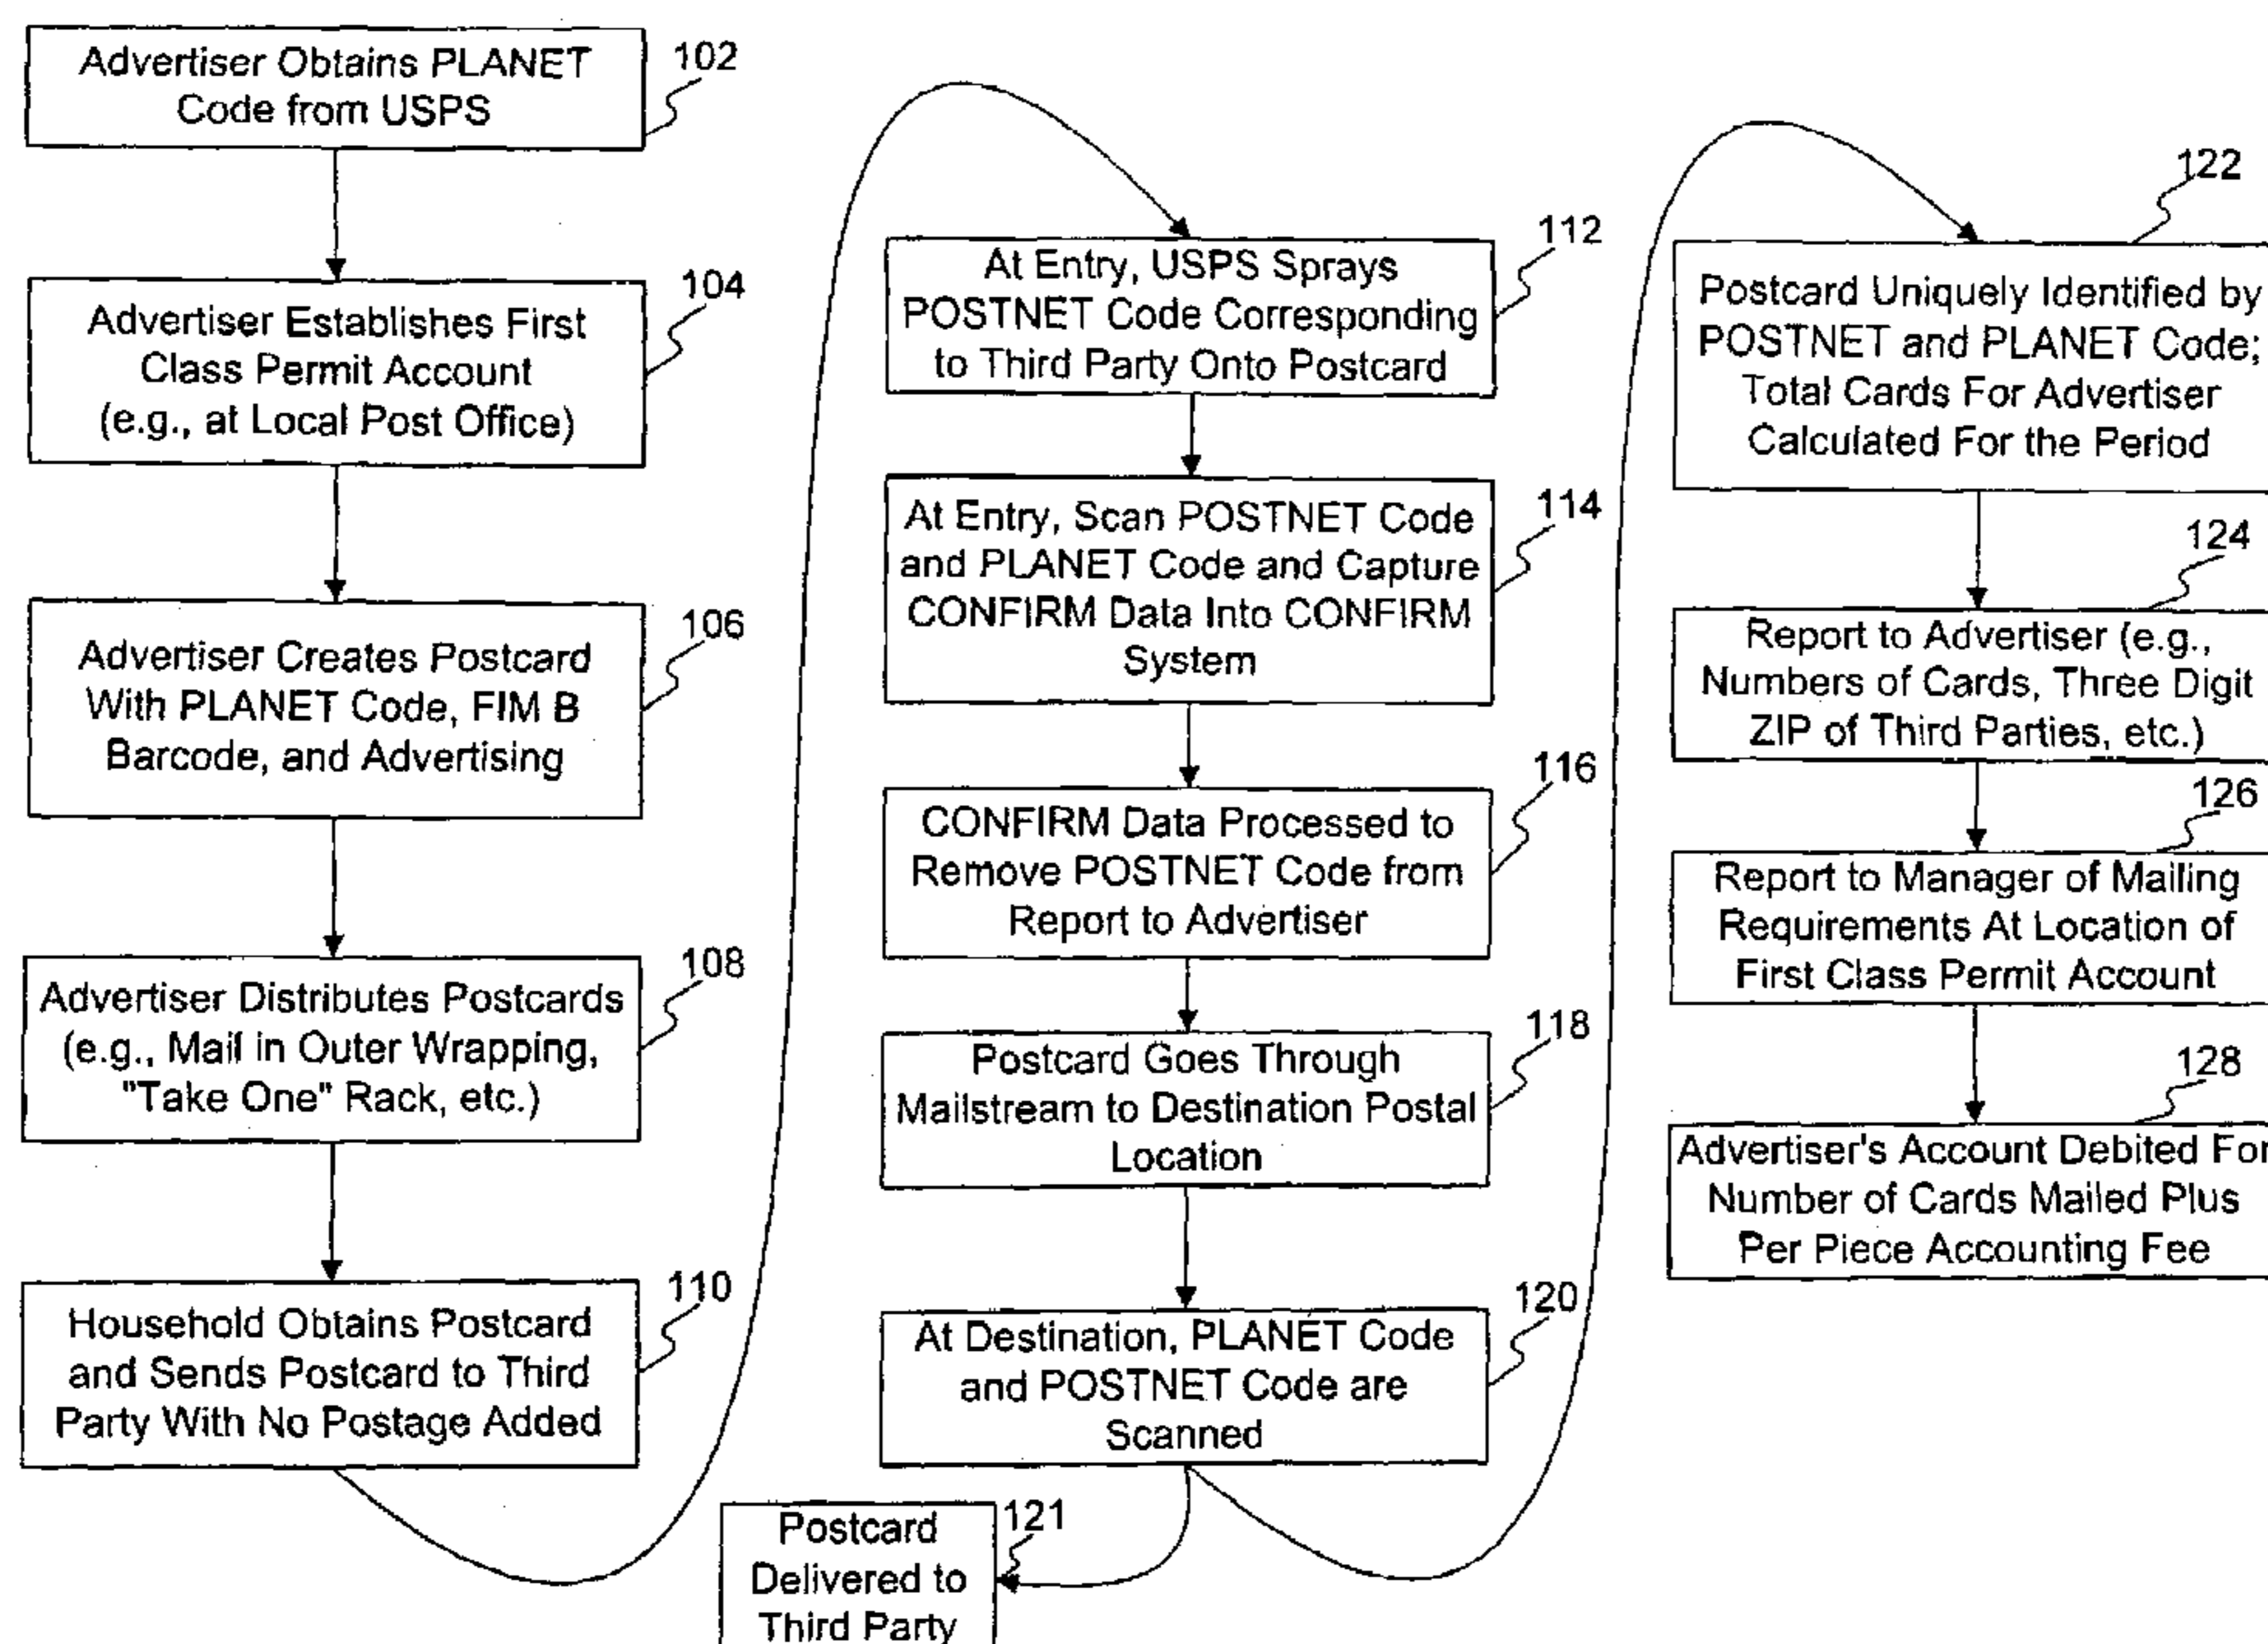 Advertiser Obtains PLANET
Code from USPS
102
Advertiser Establishes First
Class Permit Account
(e.g., at Local Post Office)
104
Advertiser Creates Postcard
With PLANET Code, FIM B
Barcode, and Advertising
106
Advertiser Distributes Postcards
(e.g., Mail in Outer Wrapping,
"Take One" Rack, etc.)
108
Household Obtains Postcard
and Sends Postcard to Third
Party With No Postage Added
110
At Entry, USPS Sprays
POSTNET Code Corresponding
to Third Party Onto Postcard
112
At Entry, Scan POSTNET Code
and PLANET Code and Capture
CONFIRM Data Into CONFIRM
System
114
CONFIRM Data Processed to
Remove POSTNET Code from
Report to Advertiser
116
Postcard Goes Through
Mailstream to Destination Postal
Location
118
At Destination, PLANET Code
and POSTNET Code are
Scanned
120
Postcard
Delivered to
Third Party
121
Postcard Uniquely Identified by
POSTNET and PLANET Code;
Total Cards For Advertiser
Calculated For the Period
122
Report to Advertiser (e.g.,
Numbers of Cards, Three Digit
ZIP of Third Parties, etc.)
124
Report to Manager of Mailing
Requirements At Location of
First Class Permit Account
126
Advertiser's Account Debited For
Number of Cards Mailed Plus
Per Piece Accounting Fee
128